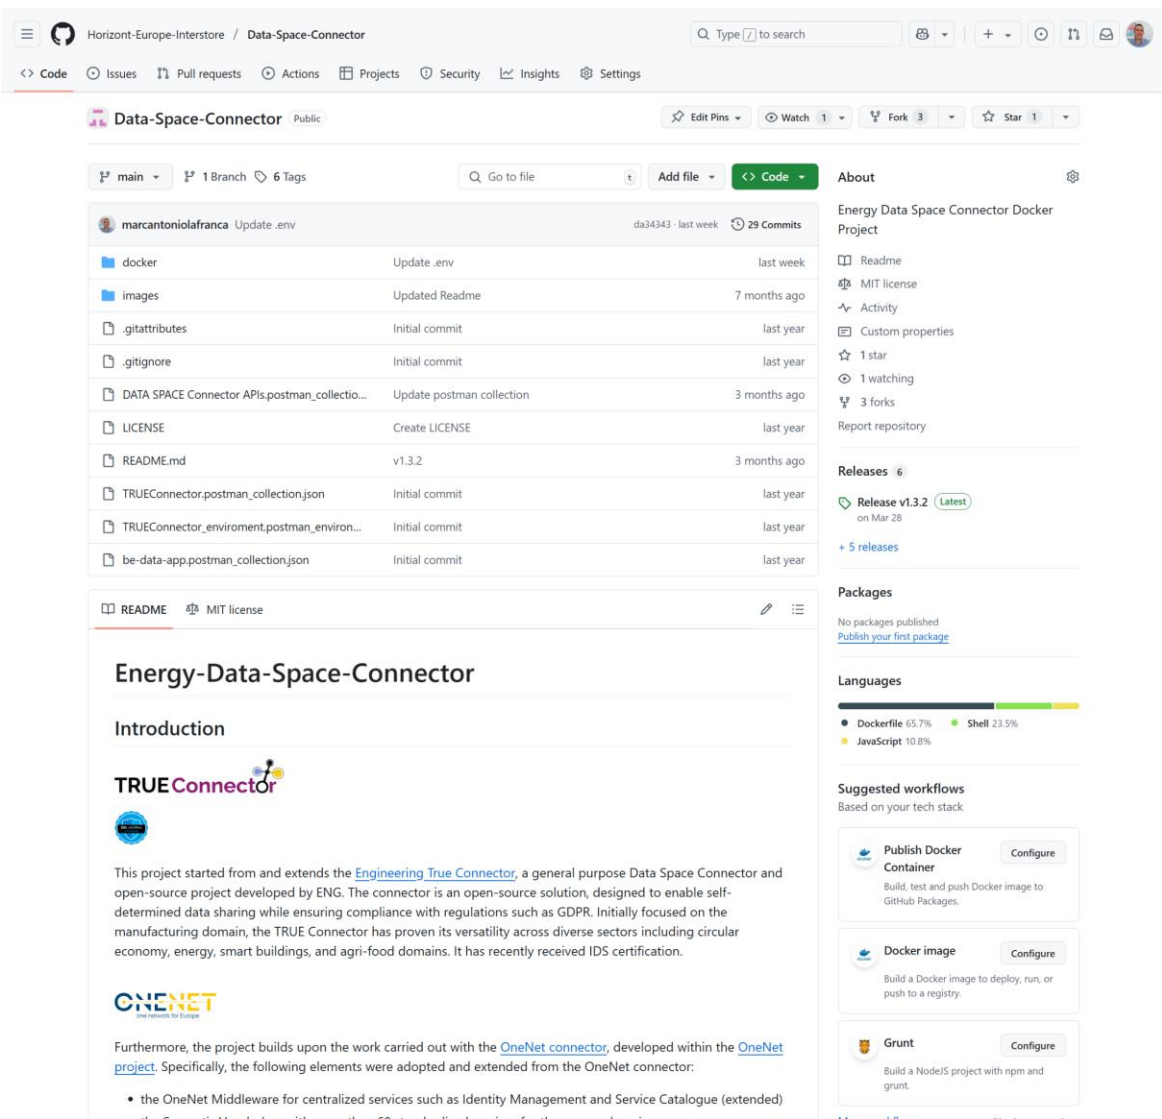 Horizont-Europe-Interstore / Data-Space-Connector
Type / to search
Code Issues Pull requests Actions Projects Security Insights Settings
Data-Space-Connector Public
Edit Pins Watch 1 Fork 3 Star 1
main 1 Branch 6 Tags
Go to file t Add file Code
marcantoniolafranca Update .env da34343 · last week 29 Commits
docker Update .env last week
images Updated Readme 7 months ago
.gitattributes Initial commit last year
.gitignore Initial commit last year
DATA SPACE Connector APIs.postman_collectio... Update postman collection 3 months ago
LICENSE Create LICENSE last year
README.md v1.3.2 3 months ago
TRUEConnector.postman_collection.json Initial commit last year
TRUEConnector_enviroment.postman_environ... Initial commit last year
be-data-app.postman_collection.json Initial commit last year
README MIT license
Energy-Data-Space-Connector
Introduction
TRUE Connector
This project started from and extends the Engineering True Connector, a general purpose Data Space Connector and
open-source project developed by ENG. The connector is an open-source solution, designed to enable self-
determined data sharing while ensuring compliance with regulations such as GDPR. Initially focused on the
manufacturing domain, the TRUE Connector has proven its versatility across diverse sectors including circular
economy, energy, smart buildings, and agri-food domains. It has recently received IDS certification.
ONENET
one network for Europe
Furthermore, the project builds upon the work carried out with the OneNet connector, developed within the OneNet
project. Specifically, the following elements were adopted and extended from the OneNet connector:
• the OneNet Middleware for centralized services such as Identity Management and Service Catalogue (extended)
About
Energy Data Space Connector Docker
Project
Readme
MIT license
Activity
Custom properties
1 star
1 watching
3 forks
Report repository
Releases 6
Release v1.3.2 Latest
on Mar 28
+ 5 releases
Packages
No packages published
Publish your first package
Languages
Dockerfile 65.7% Shell 23.5%
JavaScript 10.8%
Suggested workflows
Based on your tech stack
Publish Docker
Container
Configure
Build, test and push Docker image to
GitHub Packages.
Docker image
Configure
Build a Docker image to deploy, run, or
push to a registry.
Grunt
Configure
Build a NodeJS project with npm and
grunt.